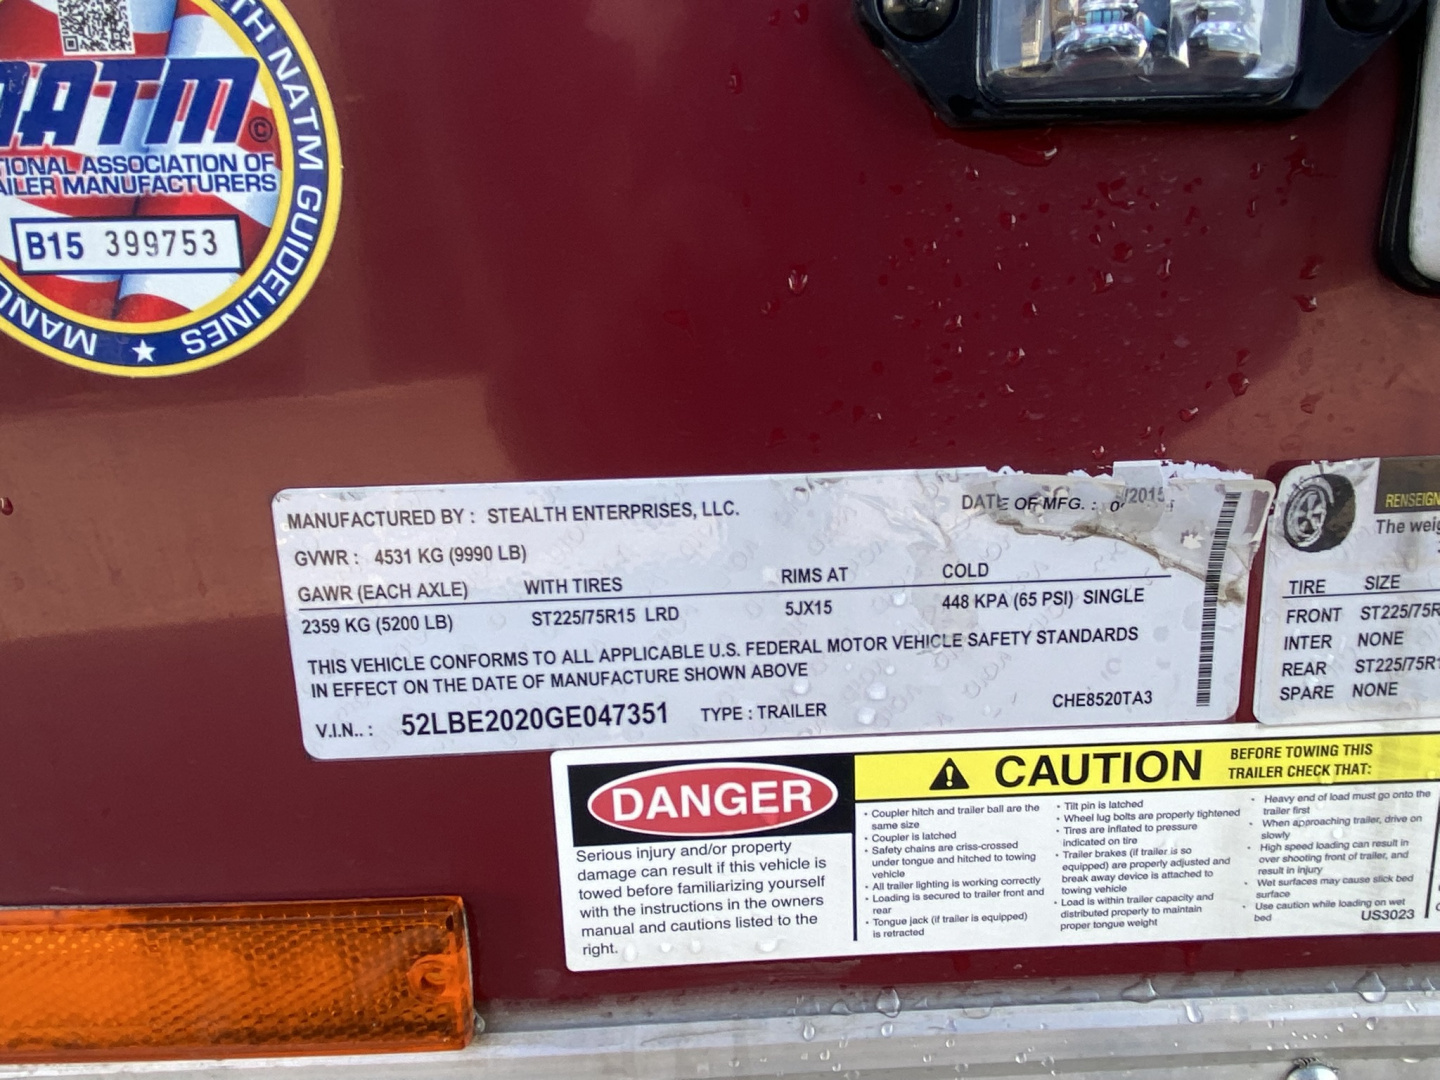 NATM GUIDELINES
NATM©
ASSOCIATION OF
MANUFACTURERS
B15 399753
MANU ★ GUIDELINES
MANUFACTURED BY : STEALTH ENTERPRISES, LLC.
DATE OF MFG. : /2015
GVWR : 4531 KG (9990 LB)
GAWR (EACH AXLE) WITH TIRES RIMS AT COLD
2359 KG (5200 LB) ST225/75R15 LRD 5JX15 448 KPA (65 PSI) SINGLE
THIS VEHICLE CONFORMS TO ALL APPLICABLE U.S. FEDERAL MOTOR VEHICLE SAFETY STANDARDS
IN EFFECT ON THE DATE OF MANUFACTURE SHOWN ABOVE
V.I.N.. : 52LBE2020GE047351 TYPE : TRAILER CHE8520TA3
RENSEIGN
The weig
TIRE SIZE
FRONT ST225/75R
INTER NONE
REAR ST225/75R1
SPARE NONE
DANGER
Serious injury and/or property
damage can result if this vehicle is
towed before familiarizing yourself
with the instructions in the owners
manual and cautions listed to the
right.
CAUTION
BEFORE TOWING THIS
TRAILER CHECK THAT:
• Coupler hitch and trailer ball are the
same size
• Coupler is latched
• Safety chains are criss-crossed
under tongue and hitched to towing
vehicle
• All trailer lighting is working correctly
• Loading is secured to trailer front and
rear
• Tongue jack (if trailer is equipped)
is retracted
• Tilt pin is latched
• Wheel lug bolts are properly tightened
• Tires are inflated to pressure
indicated on tire
• Trailer brakes (if trailer is so
equipped) are properly adjusted and
break away device is attached to
towing vehicle
• Load is within trailer capacity and
distributed properly to maintain
proper tongue weight
• Heavy end of load must go onto the
trailer first
• When approaching trailer, drive on
slowly
• High speed loading can result in
over shooting front of trailer, and
result in injury
• Wet surfaces may cause slick bed
surface
• Use caution while loading on wet
bed
US3023